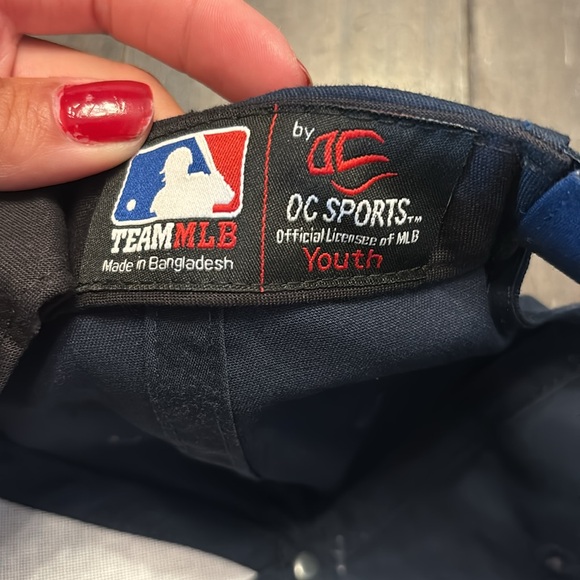 TEAMMLB
Made in Bangladesh
by
OC SPORTS™
Official Licensee of MLB
Youth